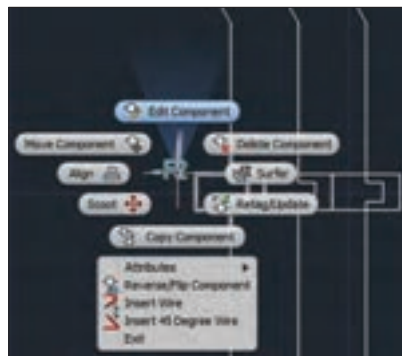 Edit Component
Move Component
Delete Component
Align
Surfer
Scoot
Retag/Update
Copy Component
Attributes
Reverse/Flip Component
Insert Wire
Insert 45 Degree Wire
Exit